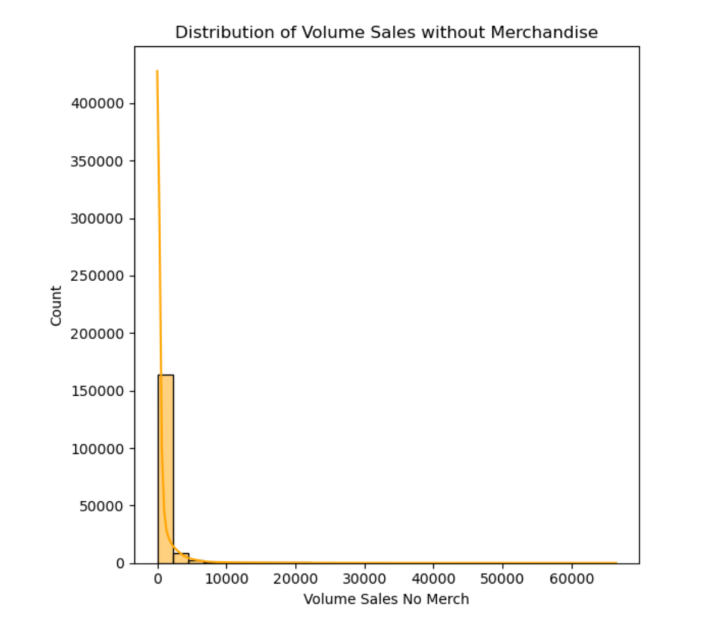 Distribution of Volume Sales without Merchandise
Count
400000
350000
300000
250000
200000
150000
100000
50000
0
0 10000 20000 30000 40000 50000 60000
Volume Sales No Merch